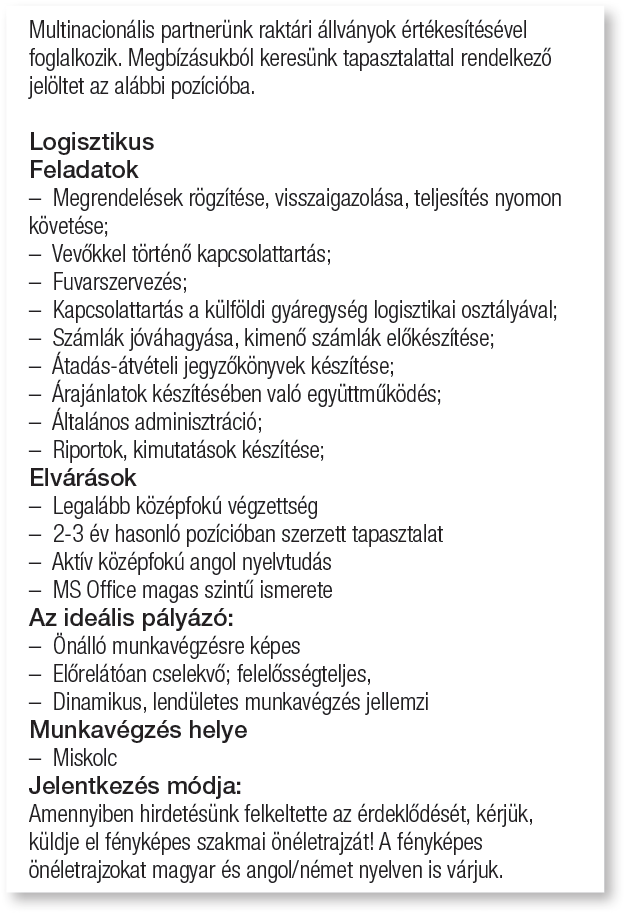 Multinacionális partnerünk raktári állványok értékesítésével
foglalkozik. Megbízásukból keresünk tapasztalattal rendelkező
jelöltet az alábbi pozícióba.
Logisztikus
Feladatok
– Megrendelések rögzítése, visszaigazolása, teljesítés nyomon
követése;
– Vevőkkel történő kapcsolattartás;
– Fuvarszervezés;
– Kapcsolattartás a külföldi gyáregység logisztikai osztályával;
– Számlák jóváhagyása, kimenő számlák előkészítése;
– Átadás-átvételi jegyzőkönyvek készítése;
– Árajánlatok készítésében való együttműködés;
– Általános adminisztráció;
– Riportok, kimutatások készítése;
Elvárások
– Legalább középfokú végzettség
– 2-3 év hasonló pozícióban szerzett tapasztalat
– Aktív középfokú angol nyelvtudás
– MS Office magas szintű ismerete
Az ideális pályázó:
– Önálló munkavégzésre képes
– Előrelátóan cselekvő; felelősségteljes,
– Dinamikus, lendületes munkavégzés jellemzi
Munkavégzés helye
– Miskolc
Jelentkezés módja:
Amennyiben hirdetésünk felkeltette az érdeklődését, kérjük,
küldje el fényképes szakmai önéletrajzát! A fényképes
önéletrajzokat magyar és angol/német nyelven is várjuk.